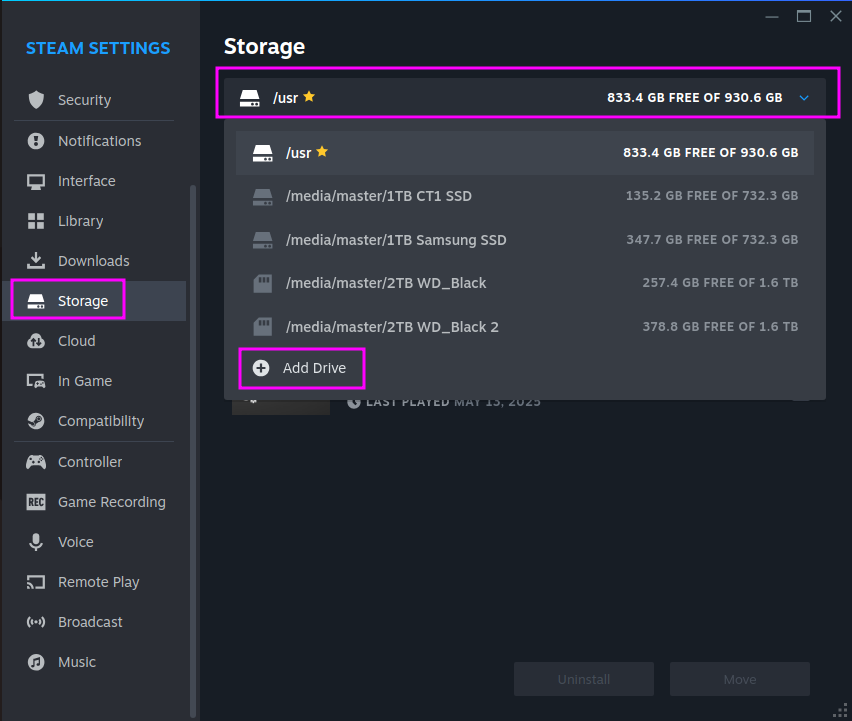 STEAM SETTINGS
Security
Notifications
Interface
Library
Downloads
Storage
Cloud
In Game
Compatibility
Controller
REC
Game Recording
Voice
Remote Play
Broadcast
Music
Storage
/usr 833.4 GB FREE OF 930.6 GB
/usr 833.4 GB FREE OF 930.6 GB
/media/master/1TB CT1 SSD 135.2 GB FREE OF 732.3 GB
/media/master/1TB Samsung SSD 347.7 GB FREE OF 732.3 GB
/media/master/2TB WD_Black 257.4 GB FREE OF 1.6 TB
/media/master/2TB WD_Black 2 378.8 GB FREE OF 1.6 TB
Add Drive
LAST PLAYED MAY 13, 2025
Uninstall
Move